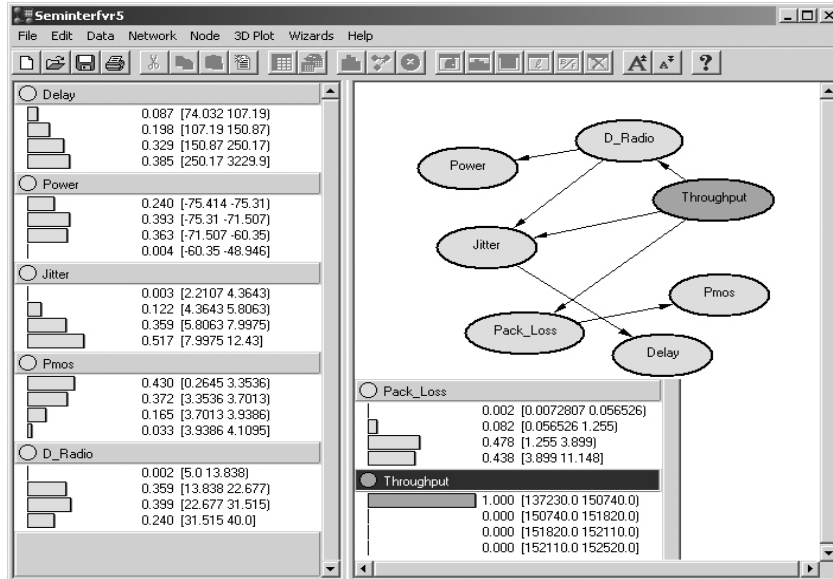 Seminterfvr5
File Edit Data Network Node 3D Plot Wizards Help
Delay
0.087 [74.032 107.19)
0.198 [107.19 150.87)
0.329 [150.87 250.17)
0.385 [250.17 3229.9]
Power
0.240 [-75.414 -75.31)
0.393 [-75.31 -71.507)
0.363 [-71.507 -60.35)
0.004 [-60.35 -48.946]
Jitter
0.003 [2.2107 4.3643)
0.122 [4.3643 5.8063)
0.359 [5.8063 7.9975)
0.517 [7.9975 12.43]
Pmos
0.430 [0.2645 3.3536)
0.372 [3.3536 3.7013)
0.165 [3.7013 3.9386)
0.033 [3.9386 4.1095]
D_Radio
0.002 [5.0 13.838)
0.359 [13.838 22.677)
0.399 [22.677 31.515)
0.240 [31.515 40.0]
D_Radio
Power
Throughput
Jitter
Pmos
Pack_Loss
Delay
Pack_Loss
0.002 [0.0072807 0.056526)
0.082 [0.056526 1.255)
0.478 [1.255 3.899)
0.438 [3.899 11.148]
Throughput
1.000 [137230.0 150740.0)
0.000 [150740.0 151820.0)
0.000 [151820.0 152110.0)
0.000 [152110.0 152520.0]